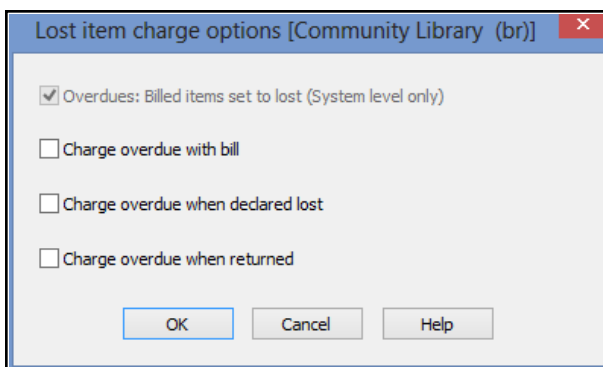 Lost item charge options [Community Library (br)]
Overdues: Billed items set to lost (System level only)
Charge overdue with bill
Charge overdue when declared lost
Charge overdue when returned
OK Cancel Help